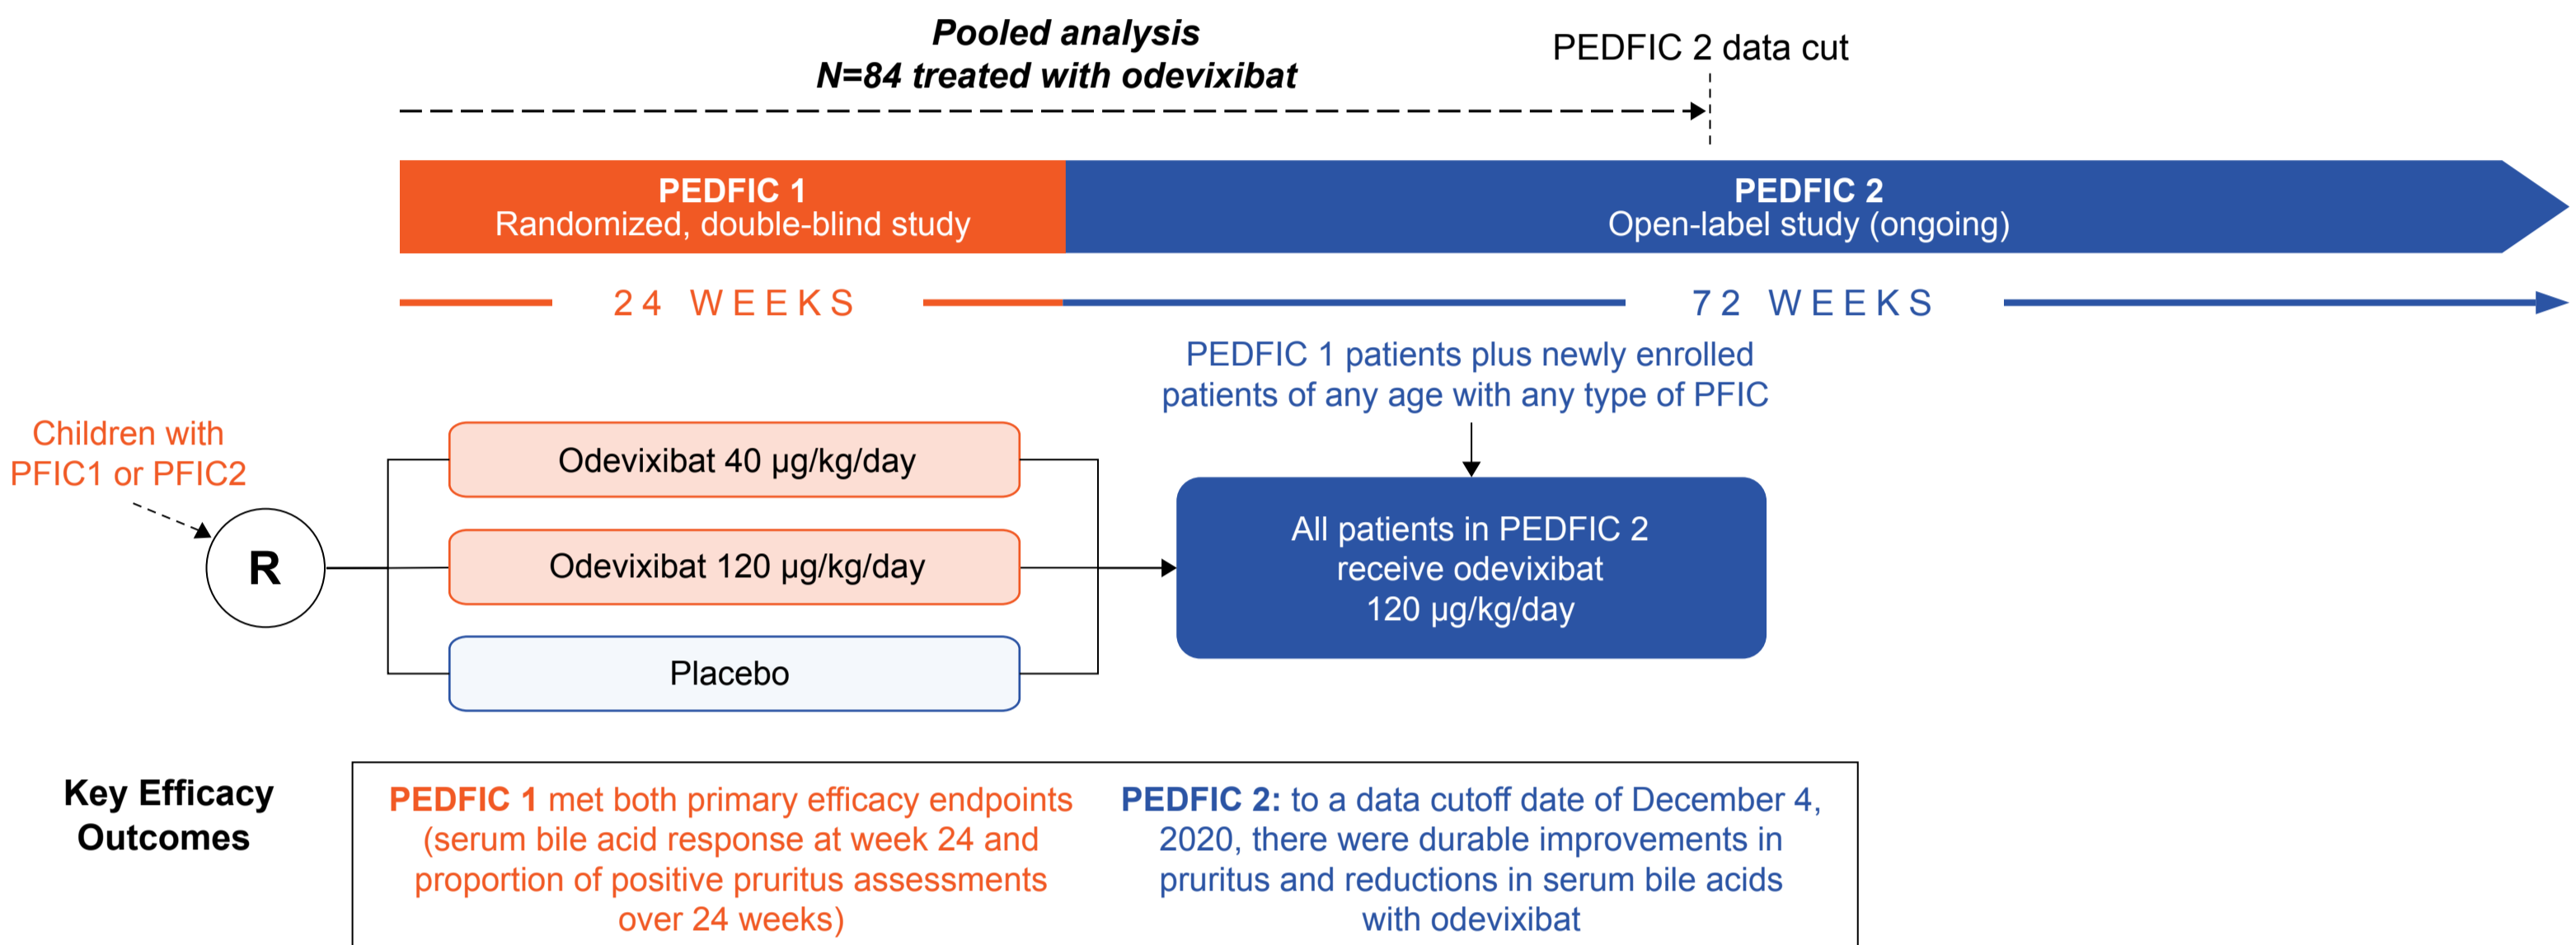 Pooled analysis
N=84 treated with odevixibat
PEDFIC 2 data cut
PEDFIC 1
Randomized, double-blind study
PEDFIC 2
Open-label study (ongoing)
24 WEEKS
72 WEEKS
PEDFIC 1 patients plus newly enrolled
patients of any age with any type of PFIC
Children with
PFIC1 or PFIC2
R
Odevixibat 40 µg/kg/day
Odevixibat 120 µg/kg/day
Placebo
All patients in PEDFIC 2
receive odevixibat
120 µg/kg/day
Key Efficacy
Outcomes
PEDFIC 1 met both primary efficacy endpoints
(serum bile acid response at week 24 and
proportion of positive pruritus assessments
over 24 weeks)
PEDFIC 2: to a data cutoff date of December 4,
2020, there were durable improvements in
pruritus and reductions in serum bile acids
with odevixibat